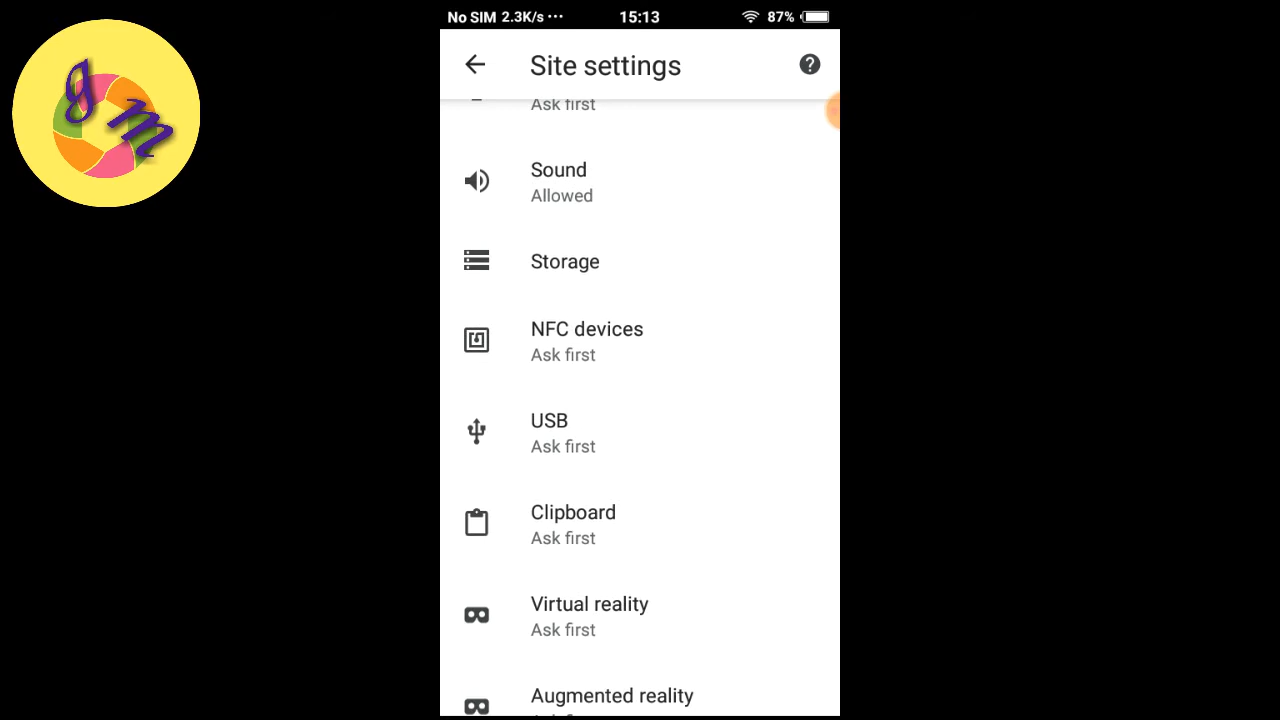 g
m
No SIM 2.3K/s ··· 15:13 87%
Site settings
Ask first
Sound
Allowed
Storage
NFC devices
Ask first
USB
Ask first
Clipboard
Ask first
Virtual reality
Ask first
Augmented reality